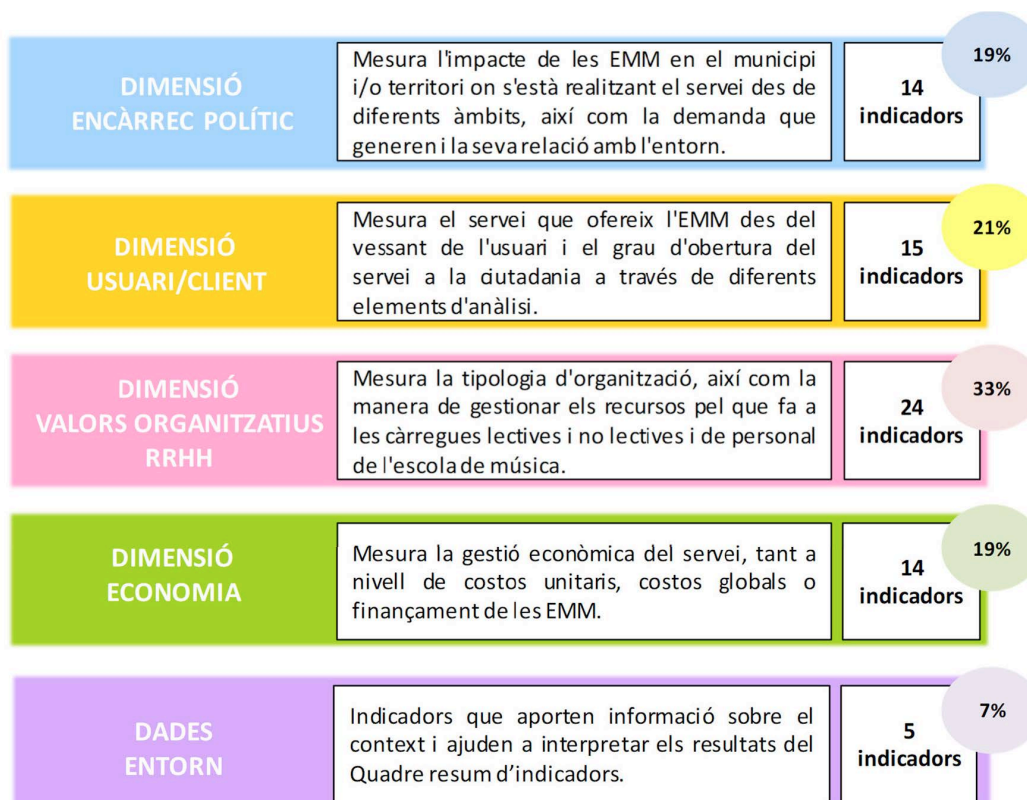 DIMENSIÓ
ENCÀRREC POLÍTIC
Mesura l'impacte de les EMM en el municipi
i/o territori on s'està realitzant el servei des de
diferents àmbits, així com la demanda que
generen i la seva relació amb l'entorn.
14
indicadors
19%
DIMENSIÓ
USUARI/CLIENT
Mesura el servei que ofereix l'EMM des del
vessant de l'usuari i el grau d'obertura del
servei a la ciutadania a través de diferents
elements d'anàlisi.
15
indicadors
21%
DIMENSIÓ
VALORS ORGANITZATIUS
RRHH
Mesura la tipologia d'organització, així com la
manera de gestionar els recursos pel que fa a
les càrregues lectives i no lectives i de personal
de l'escola de música.
24
indicadors
33%
DIMENSIÓ
ECONOMIA
Mesura la gestió econòmica del servei, tant a
nivell de costos unitaris, costos globals o
finançament de les EMM.
14
indicadors
19%
DADES
ENTORN
Indicadors que aporten informació sobre el
context i ajuden a interpretar els resultats del
Quadre resum d’indicadors.
5
indicadors
7%